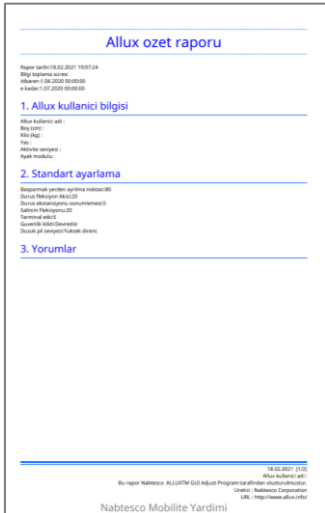 Allux ozet raporu
Rapor tarihi:18.02.2021 19:07:24
Bilgi toplama süresi
itibaren:1.06.2020 00:00:00
e kadar:1.07.2020 00:00:00
1. Allux kullanici bilgisi
Allux kullanici adi :
Boy (cm) :
Kilo (kg) :
Yas :
Aktivite seviyesi :
Ayak modulu:
2. Standart ayarlama
Basparmak yerden ayrilma noktasi:80
Durus fleksiyon Akisi:20
Durus ekstansiyonu sonumlemesi:5
Salinim Fleksiyonu:20
Terminal etki:5
Guvenlik kilidi:Devredisi
Dusuk pil seviyesi:Yuksek direnc
3. Yorumlar
18.02.2021 [1/2]
Allux kullanici adi :
Bu rapor Nabtesco ALLUXTM GUI Adjust Program tarafindan olusturulmustur.
Uretici : Nabtesco Corporation
URL : http://www.allux.info/
Nabtesco Mobilite Yardimi